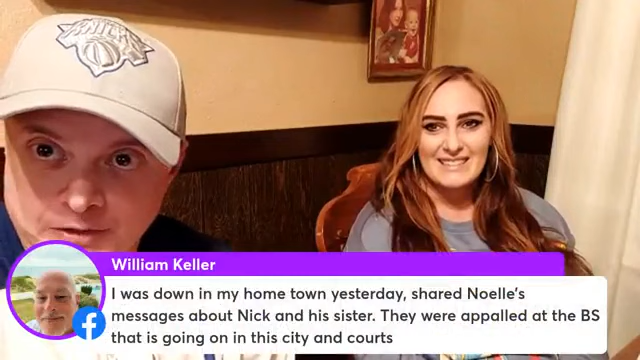 KNICKS
William Keller
I was down in my home town yesterday, shared Noelle's
messages about Nick and his sister. They were appalled at the BS
that is going on in this city and courts